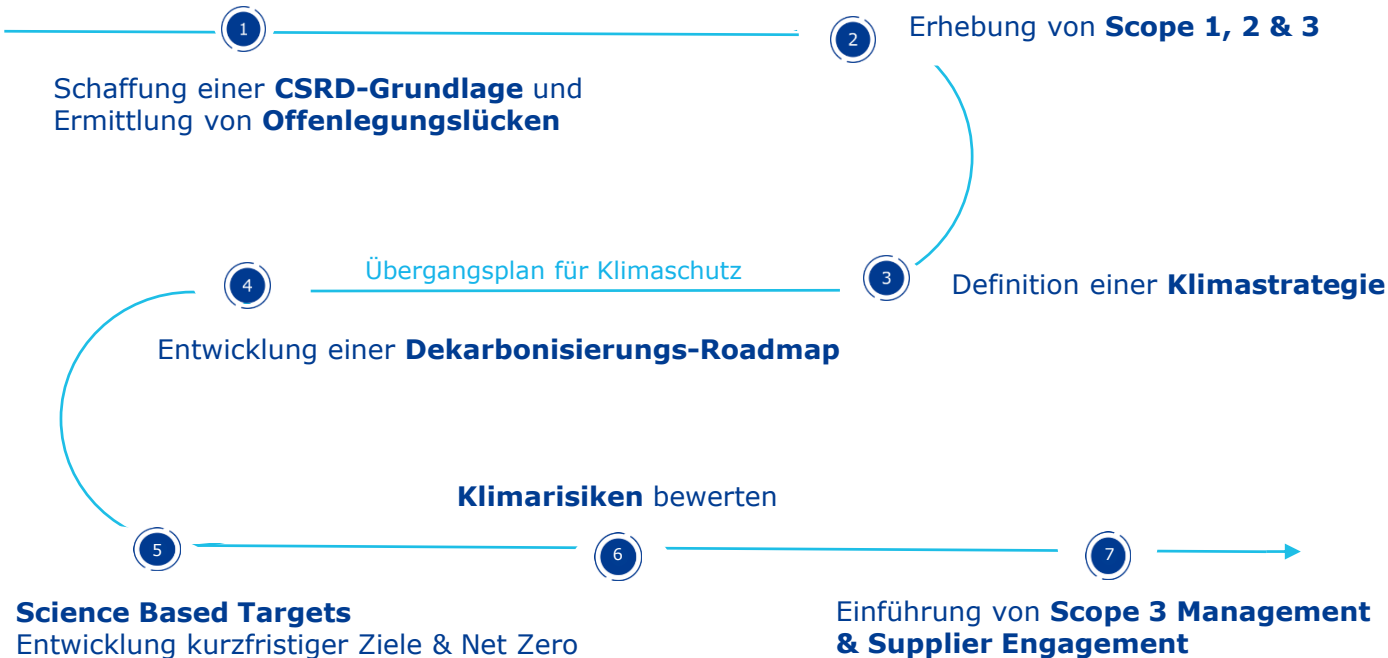 1
Schaffung einer CSRD-Grundlage und
Ermittlung von Offenlegungslücken
2
Erhebung von Scope 1, 2 & 3
3
Definition einer Klimastrategie
Übergangsplan für Klimaschutz
4
Entwicklung einer Dekarbonisierungs-Roadmap
5
Science Based Targets
Entwicklung kurzfristiger Ziele & Net Zero
Klimarisiken bewerten
6
7
Einführung von Scope 3 Management
& Supplier Engagement